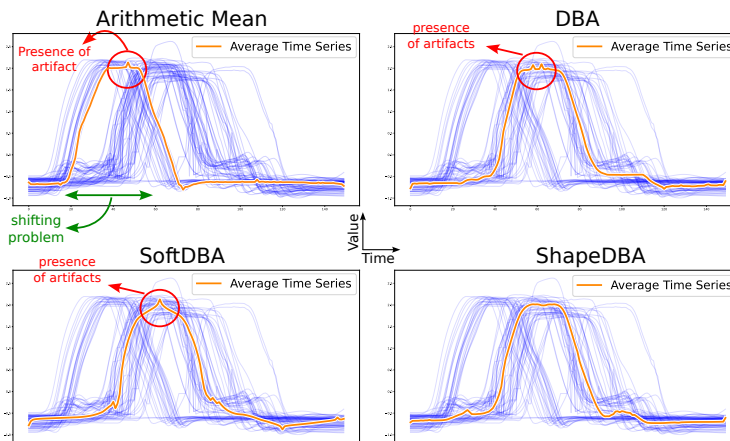 Arithmetic Mean
Presence of
artifact
Average Time Series
shifting
problem
DBA
presence
of artifacts
Average Time Series
Value
Time
SoftDBA
presence
of artifacts
Average Time Series
ShapeDBA
Average Time Series